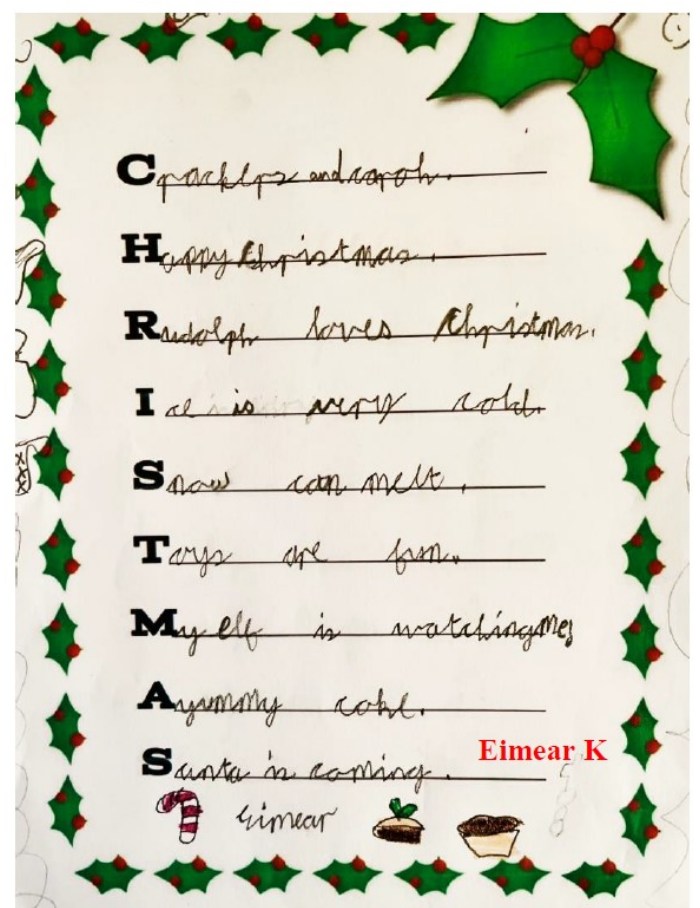 Crackers and carols.
Happy Christmas.
Rudolph loves Christmas.
Ice is very cold.
Snow can melt.
Toys are fun.
My elf is watching me
A yummy cake.
Santa is coming.
Eimear K
Eimear